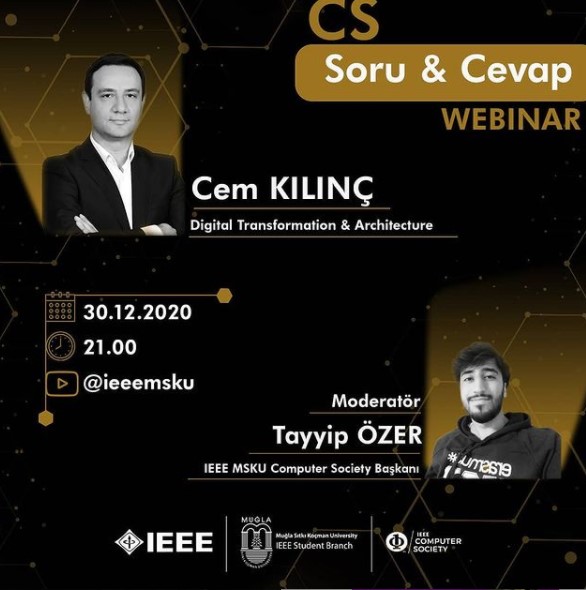 CS
Soru & Cevap
WEBINAR
Cem KILINÇ
Digital Transformation & Architecture
30.12.2020
21.00
@ieeemsku
Moderatör
Tayyip ÖZER
IEEE MSKU Computer Society Başkanı
IEEE
MUĞLA
Muğla Sıtkı Koçman University
IEEE Student Branch
IEEE
COMPUTER
SOCIETY